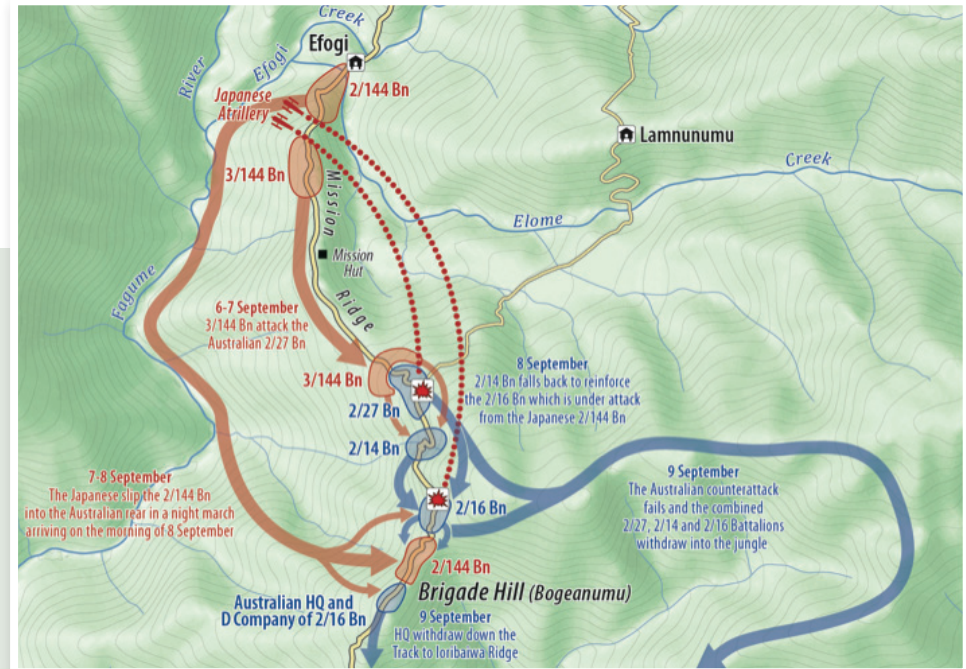 Creek
Efogi
Efogi
River
Japanese
Atrillery
2/144 Bn
Lamnunumu
3/144 Bn
Creek
Elome
Mission
Mission
Hut
Ridge
Fagume
6-7 September
3/144 Bn attack the
Australian 2/27 Bn
3/144 Bn
8 September
2/14 Bn falls back to reinforce
the 2/16 Bn which is under attack
from the Japanese 2/144 Bn
2/27 Bn
2/14 Bn
7-8 September
The Japanese slip the 2/144 Bn
into the Australian rear in a night march
arriving on the morning of 8 September
9 September
The Australian counterattack
fails and the combined
2/27, 2/14 and 2/16 Battalions
withdraw into the jungle
2/16 Bn
2/144 Bn
Brigade Hill (Bogeanumu)
Australian HQ and
D Company of 2/16 Bn
9 September
HQ withdraw down the
Track to Ioribaiwa Ridge